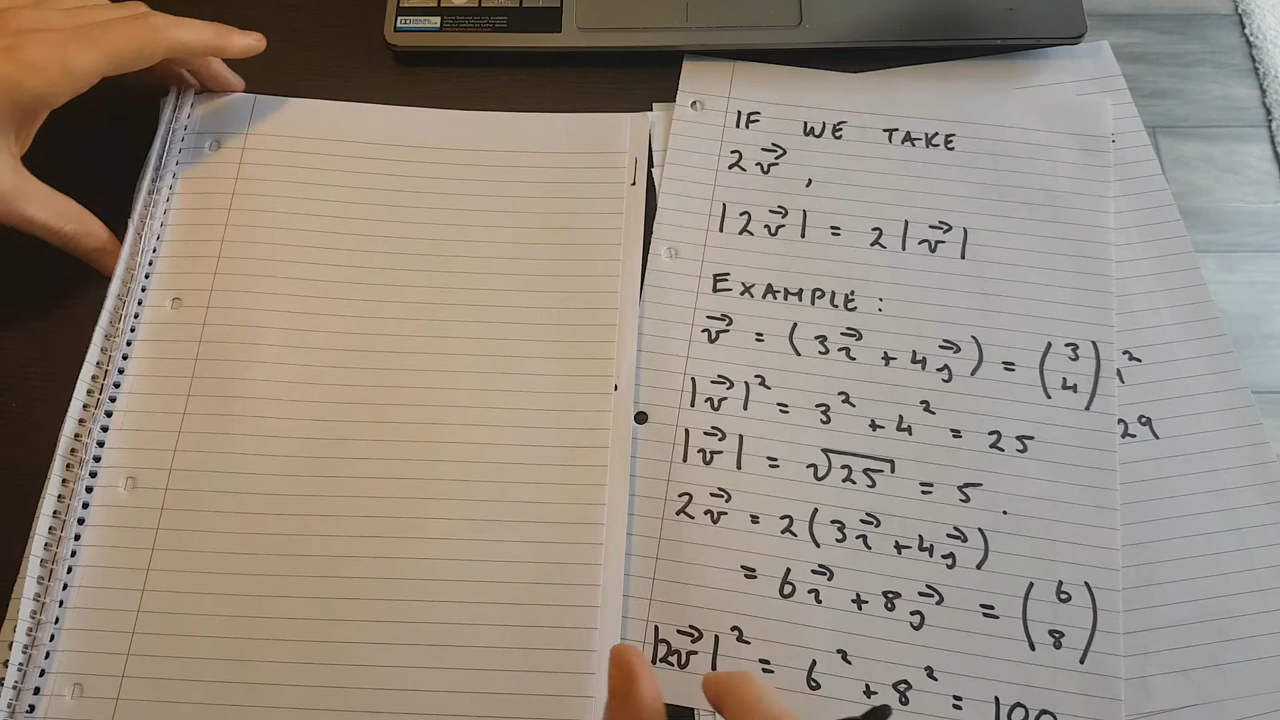 IF WE TAKE
2v⃗ ,
|2v⃗| = 2|v⃗|
EXAMPLE :
v⃗ = (3i⃗ + 4j⃗) = (3 4)
|v⃗|² = 3² + 4² = 25
29
|v⃗| = √25 = 5 .
2v⃗ = 2(3i⃗ + 4j⃗)
= 6i⃗ + 8j⃗ = (6 8)
|2v⃗|² = 6² + 8² = 100